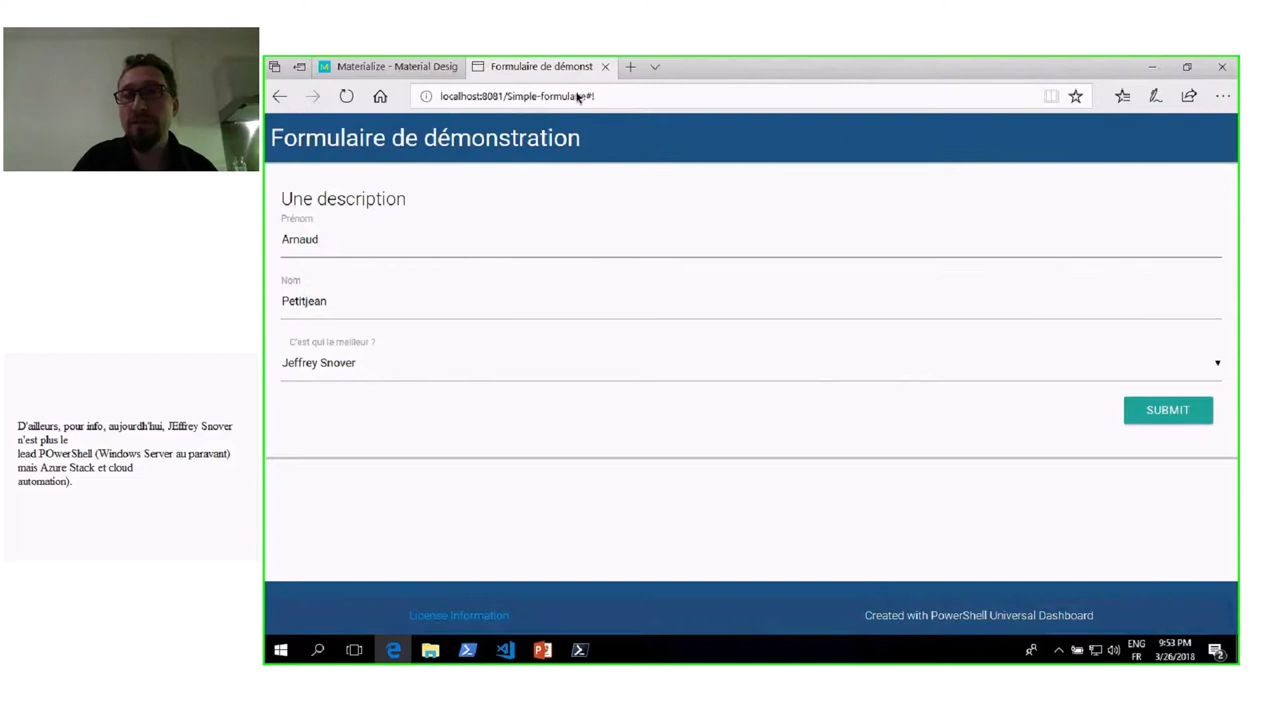 Materialize - Material Desig
Formulaire de démonst
localhost:8081/Simple-formulaire#!
Formulaire de démonstration
Une description
Prénom
Arnaud
Nom
Petitjean
C'est qui le meilleur ?
Jeffrey Snover
SUBMIT
D'ailleurs, pour info, aujourdh'hui, JEffrey Snover
n'est plus le
lead POwerShell (Windows Server au paravant)
mais Azure Stack et cloud
automation).
License Information
Created with PowerShell Universal Dashboard
ENG
FR
9:53 PM
3/26/2018
2